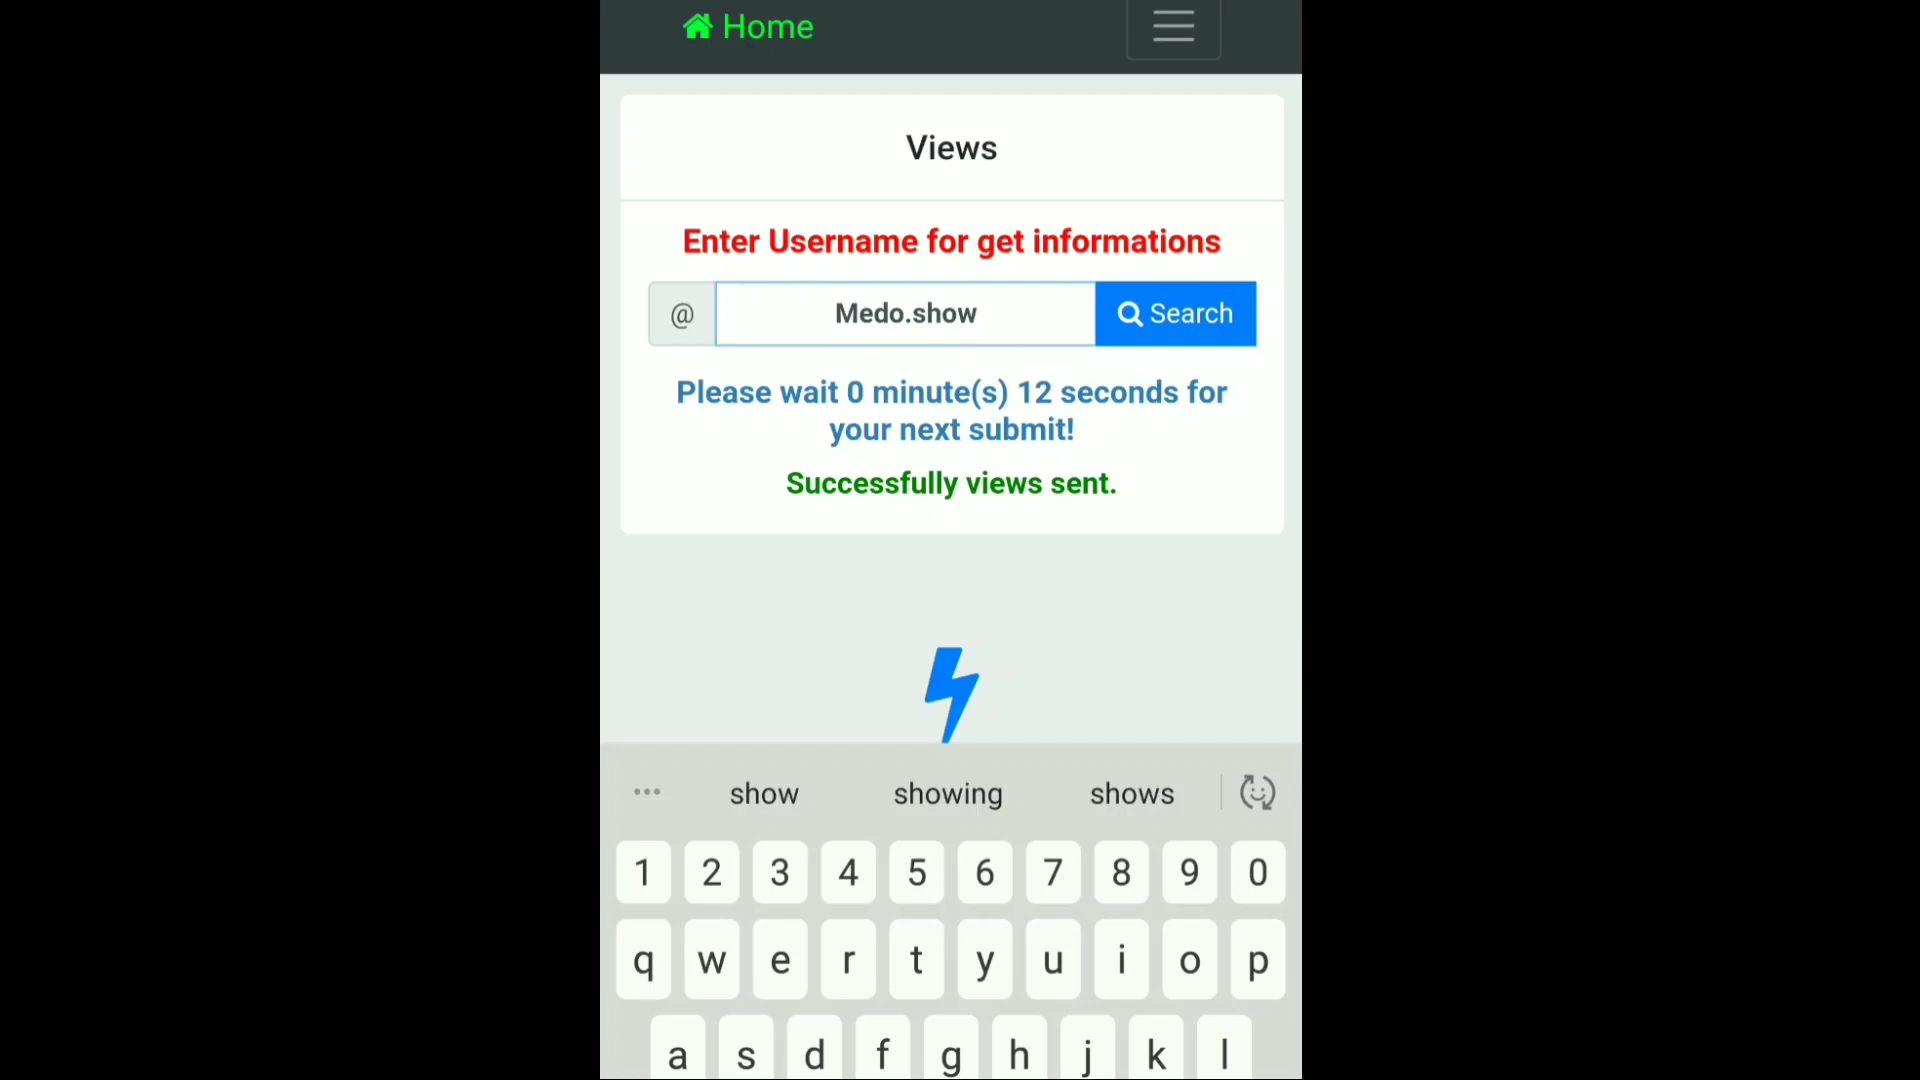 Home
Views
Enter Username for get informations
@ Medo.show Search
Please wait 0 minute(s) 12 seconds for
your next submit!
Successfully views sent.
show showing shows
1 2 3 4 5 6 7 8 9 0
q w e r t y u i o p
a s d f g h j k l